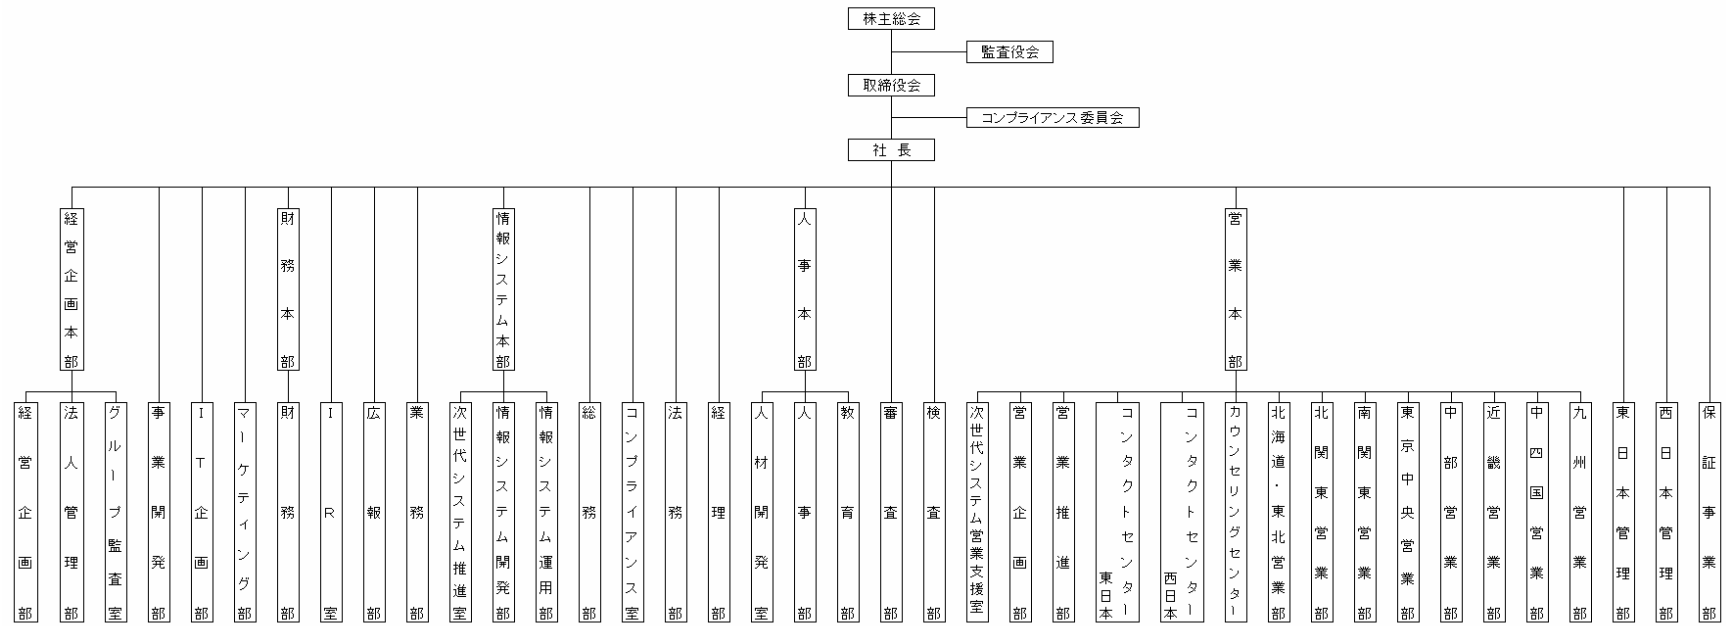 株主総会
監査役会
取締役会
コンプライアンス委員会
社長
経営企画本部
財務本部
情報システム本部
人事本部
営業本部
経営企画部
法人管理部
グループ監査室
事業開発部
IT企画部
マーケティング部
財務部
IR室
広報部
業務部
次世代システム推進室
情報システム開発部
情報システム運用部
総務部
コンプライアンス室
法務部
経理部
人材開発室
人事部
教育部
審査部
検査部
次世代システム営業支援室
営業企画部
営業推進部
コンタクトセンター東日本
コンタクトセンター西日本
カウンセリングセンター
北海道・東北営業部
北関東営業部
南関東営業部
東京中央営業部
中部営業部
近畿営業部
中四国営業部
九州営業部
東日本管理部
西日本管理部
保証事業部